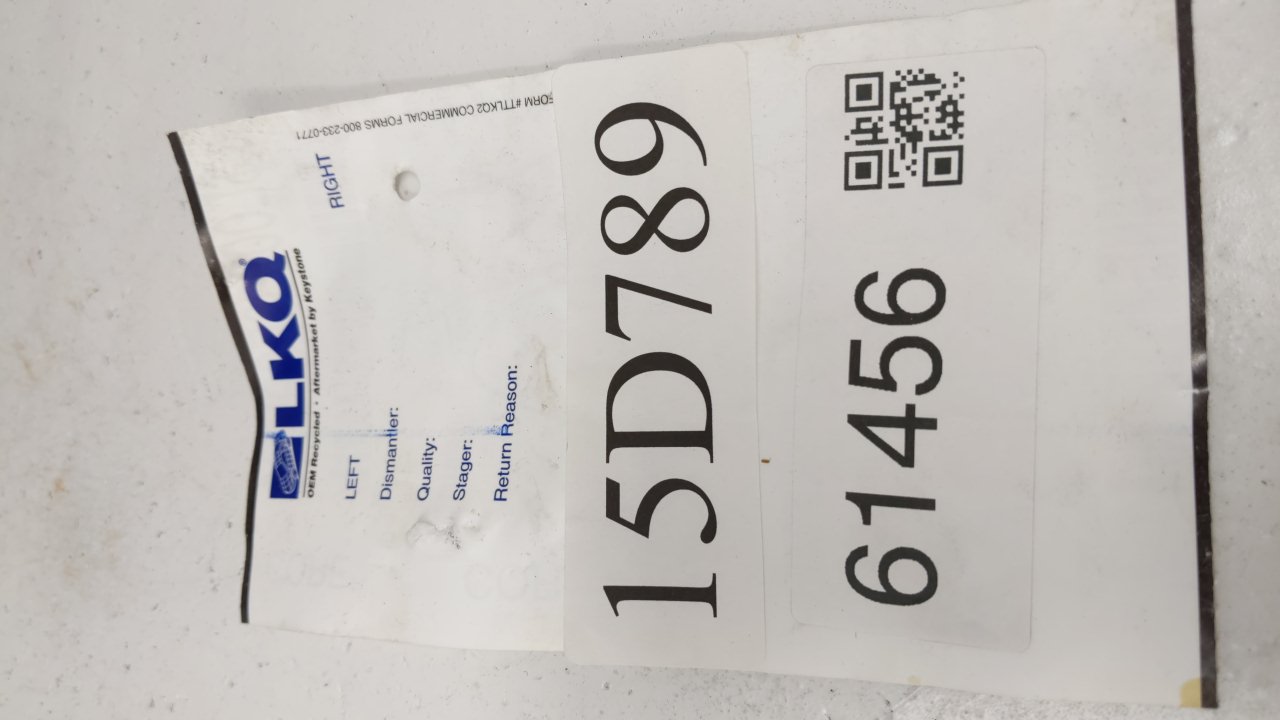 LKQ®
OEM Recycled · Aftermarket by Keystone
LEFT RIGHT
Dismantler:
Quality:
Stager:
Return Reason:
FORM #TTLKQ2 COMMERCIAL FORMS 800-233-0771
15D789
61456